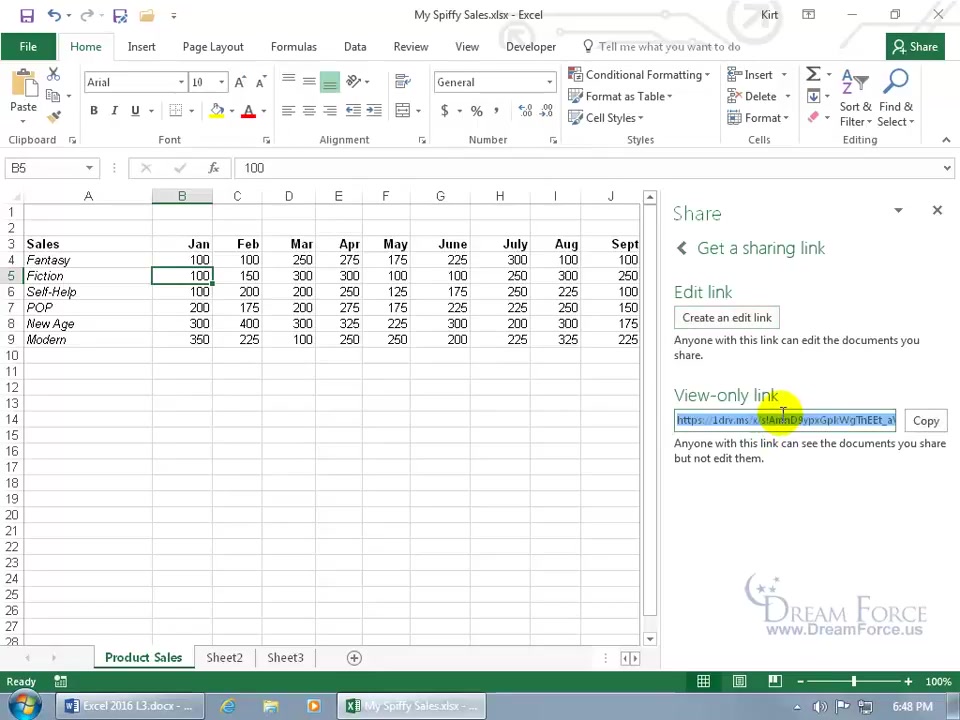 My Spiffy Sales.xlsx - Excel
Kirt
File Home Insert Page Layout Formulas Data Review View Developer Tell me what you want to do Share
Paste
Arial 10
General
$ % ,
Conditional Formatting
Format as Table
Cell Styles
Insert
Delete
Format
Sort &
Filter
Find &
Select
Clipboard Font Alignment Number Styles Cells Editing
B5 fx 100
A B C D E F G H I J
1
2
3 Sales Jan Feb Mar Apr May June July Aug Sept
4 Fantasy 100 100 250 275 175 225 300 100 100
5 Fiction 100 150 300 300 100 100 250 300 250
6 Self-Help 100 200 200 250 125 175 250 225 100
7 POP 200 175 200 275 175 225 225 250 150
8 New Age 300 400 300 325 225 300 200 300 175
9 Modern 350 225 100 250 250 200 225 325 225
10
11
12
13
14
15
16
17
18
19
20
21
22
23
24
25
26
27
28
Share
Get a sharing link
Edit link
Create an edit link
Anyone with this link can edit the documents you
share.
View-only link
Copy
Anyone with this link can see the documents you share
but not edit them.
DREAM FORCE
www.DreamForce.us
Product Sales Sheet2 Sheet3
Ready 100%
Excel 2016 L3.docx - ... My Spiffy Sales.xlsx - ... 6:48 PM